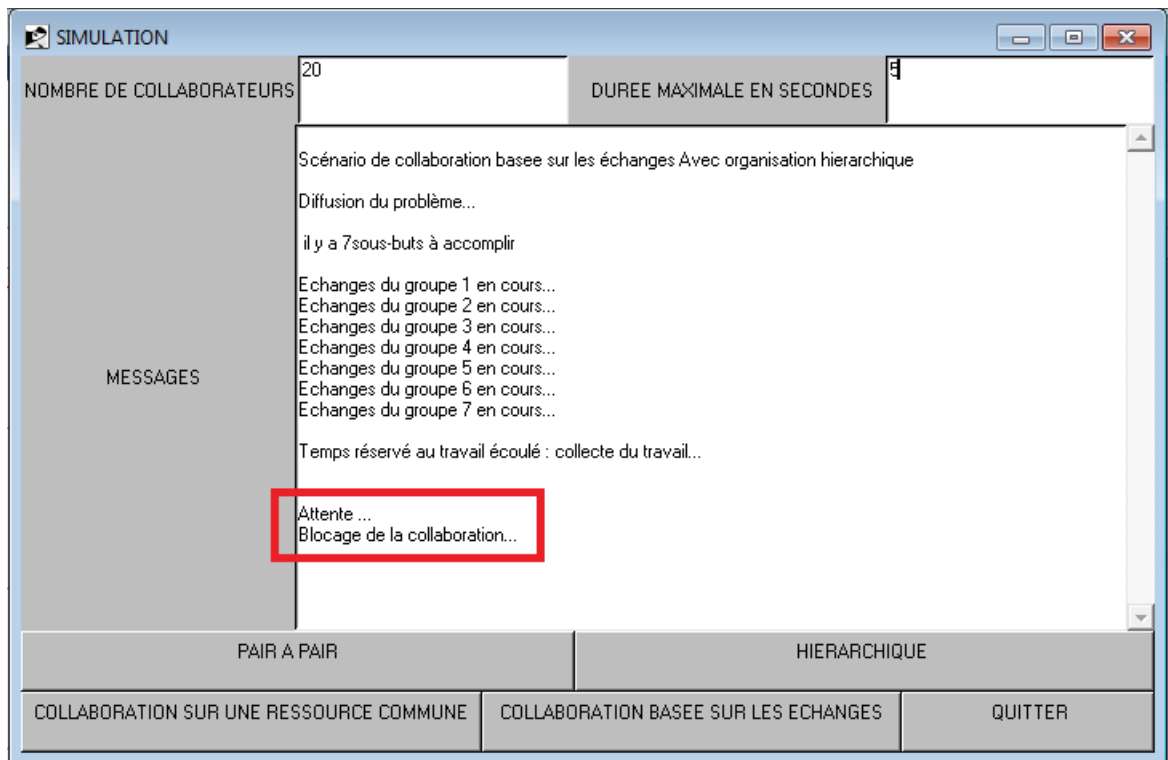 SIMULATION
NOMBRE DE COLLABORATEURS
20
DUREE MAXIMALE EN SECONDES
5
MESSAGES
Scénario de collaboration basee sur les échanges Avec organisation hierarchique
Diffusion du problème...
il y a 7sous-buts à accomplir
Echanges du groupe 1 en cours...
Echanges du groupe 2 en cours...
Echanges du groupe 3 en cours...
Echanges du groupe 4 en cours...
Echanges du groupe 5 en cours...
Echanges du groupe 6 en cours...
Echanges du groupe 7 en cours...
Temps réservé au travail écoulé : collecte du travail...
Attente ...
Blocage de la collaboration...
PAIR A PAIR
HIERARCHIQUE
COLLABORATION SUR UNE RESSOURCE COMMUNE
COLLABORATION BASEE SUR LES ECHANGES
QUITTER